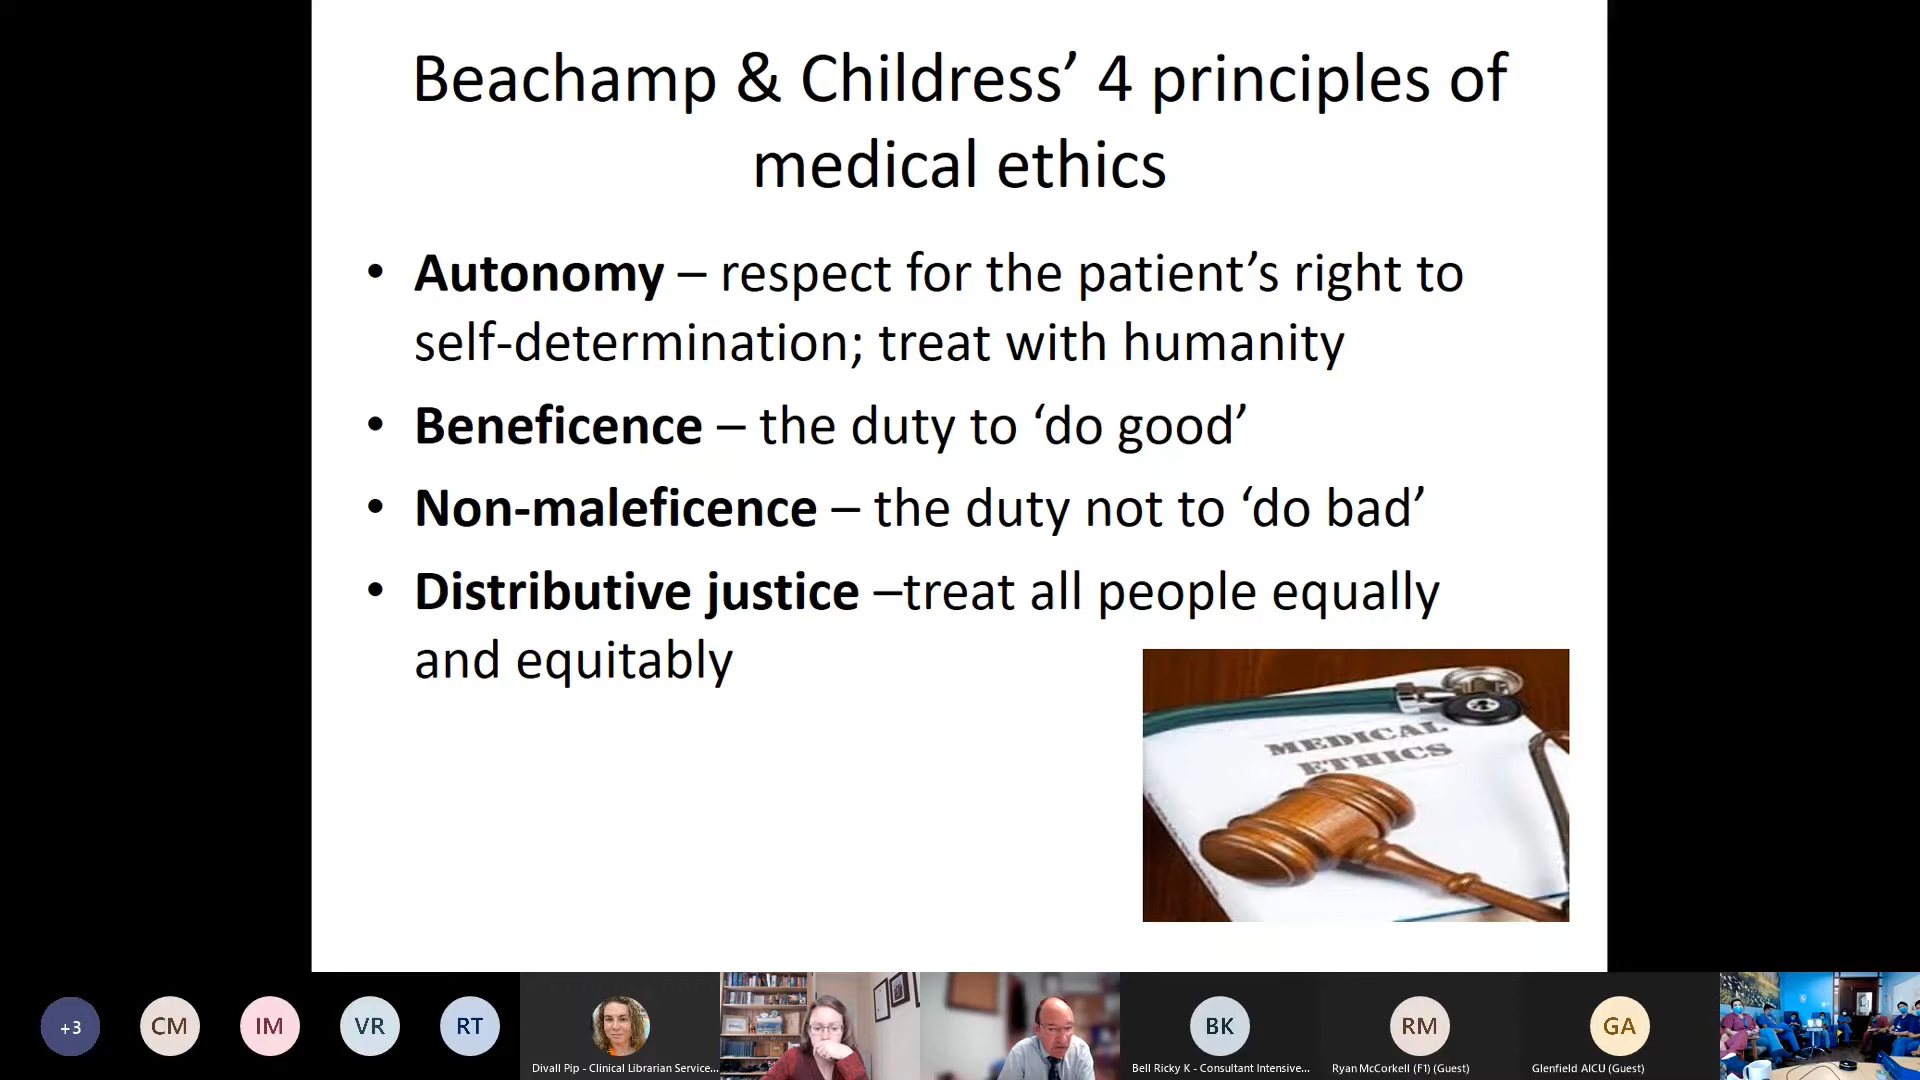 Beachamp & Childress’ 4 principles of
medical ethics
• Autonomy – respect for the patient’s right to
self-determination; treat with humanity
• Beneficence – the duty to ‘do good’
• Non-maleficence – the duty not to ‘do bad’
• Distributive justice –treat all people equally
and equitably
MEDICAL
ETHICS
+3
CM
IM
VR
RT
BK
RM
GA
Divall Pip - Clinical Librarian Service...
Bell Ricky K - Consultant Intensive...
Ryan McCorkell (F1) (Guest)
Glenfield AICU (Guest)